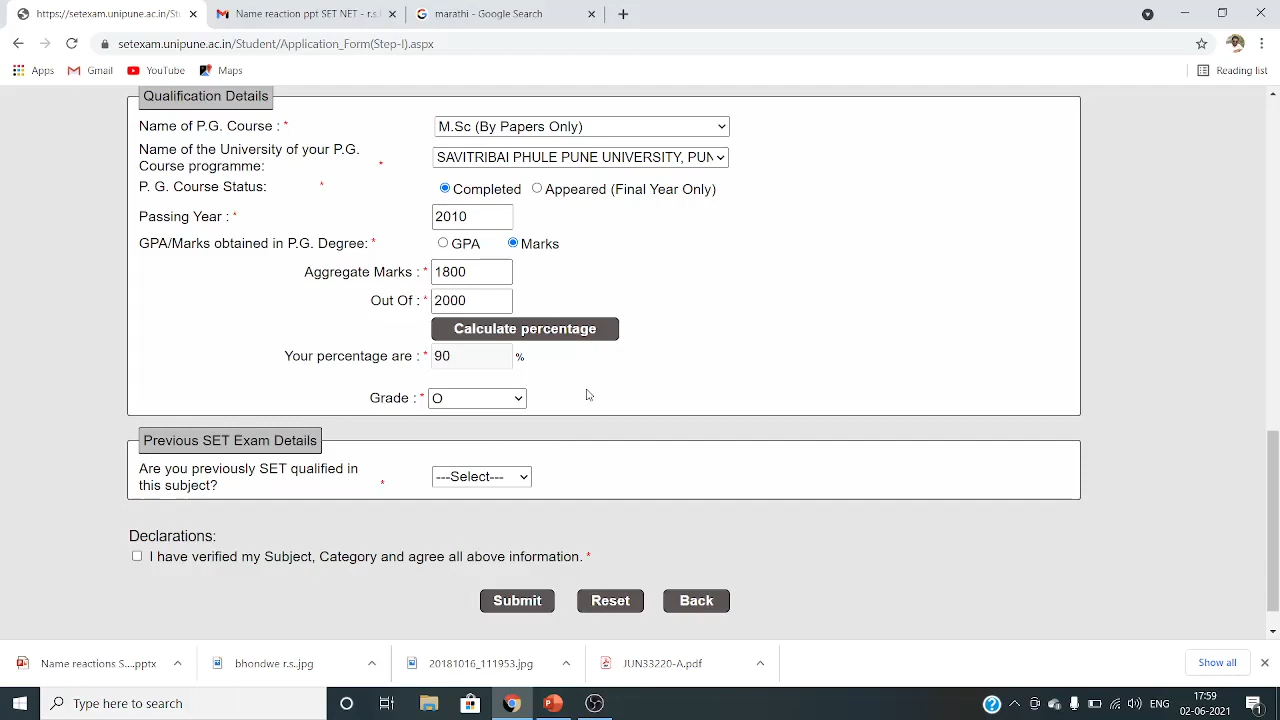 https://setexam.unipune.ac.in/St
Name reaction ppt SET NET - r.s.
marathi - Google Search
setexam.unipune.ac.in/Student/Application_Form(Step-I).aspx
Apps Gmail YouTube Maps Reading list
Qualification Details
Name of P.G. Course : * M.Sc (By Papers Only)
Name of the University of your P.G.
Course programme: * SAVITRIBAI PHULE PUNE UNIVERSITY, PUN
P. G. Course Status: * Completed Appeared (Final Year Only)
Passing Year : * 2010
GPA/Marks obtained in P.G. Degree: * GPA Marks
Aggregate Marks : * 1800
Out Of : * 2000
Calculate percentage
Your percentage are : * 90 %
Grade : * O
Previous SET Exam Details
Are you previously SET qualified in
this subject? * ---Select---
Declarations:
I have verified my Subject, Category and agree all above information. *
Submit Reset Back
Name reactions S....pptx bhondwe r.s.jpg 20181016_111953.jpg JUN33220-A.pdf Show all
Type here to search
ENG
17:59
02-06-2021
1